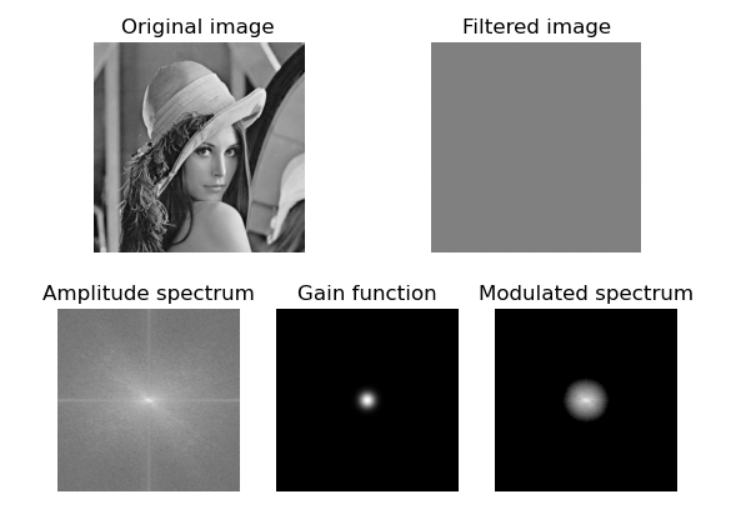 Original image
Filtered image
Amplitude spectrum
Gain function
Modulated spectrum